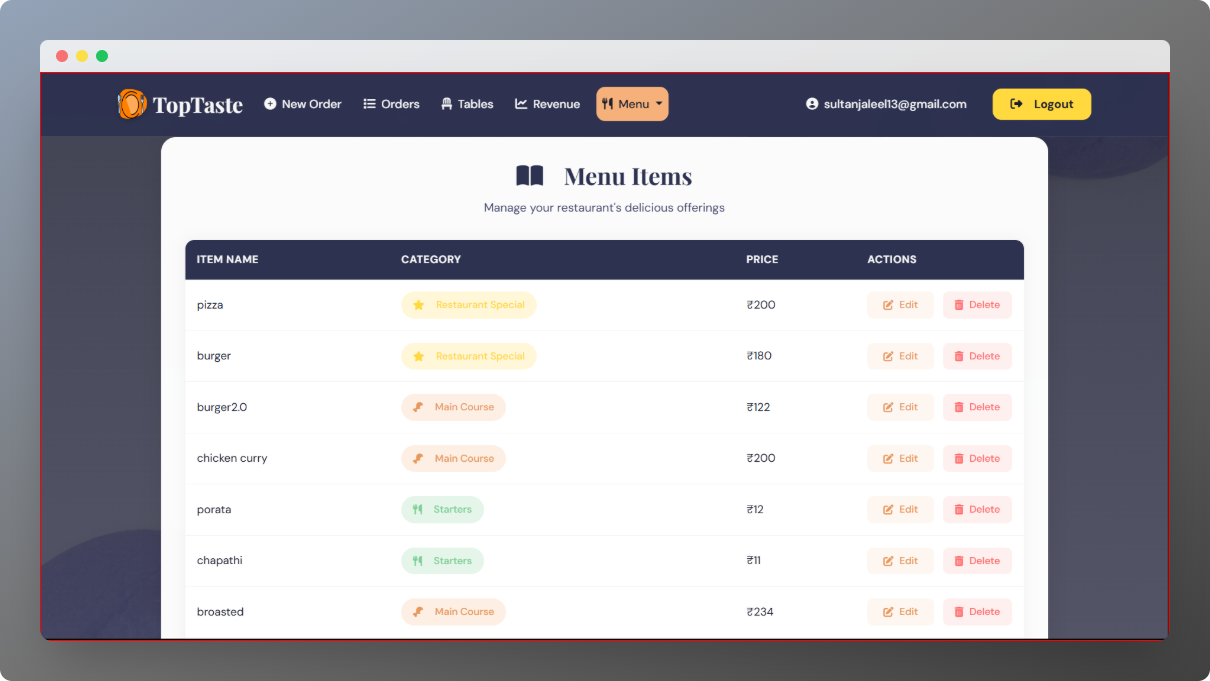 TopTaste New Order Orders Tables Revenue Menu sultanjaleel13@gmail.com Logout
Menu Items
Manage your restaurant's delicious offerings
ITEM NAME CATEGORY PRICE ACTIONS
pizza Restaurant Special ₹200 Edit Delete
burger Restaurant Special ₹180 Edit Delete
burger2.0 Main Course ₹122 Edit Delete
chicken curry Main Course ₹200 Edit Delete
porata Starters ₹12 Edit Delete
chapathi Starters ₹11 Edit Delete
broasted Main Course ₹234 Edit Delete